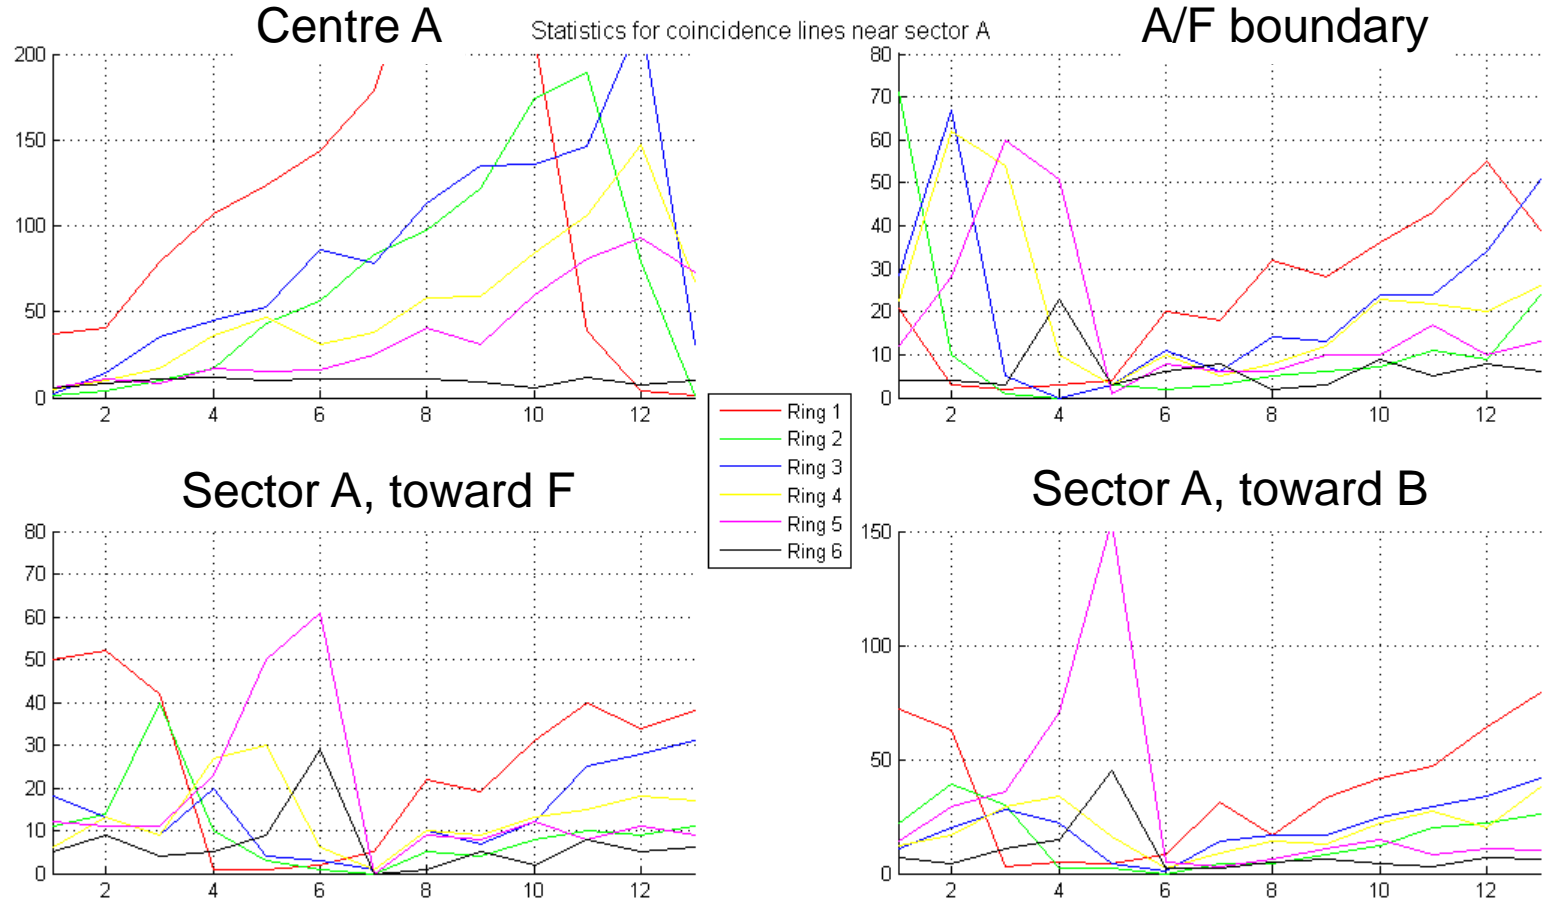 Centre A
Statistics for coincidence lines near sector A
A/F boundary
200
150
100
50
0
2 4 6 8 10 12
80
70
60
50
40
30
20
10
0
2 4 6 8 10 12
Ring 1
Ring 2
Ring 3
Ring 4
Ring 5
Ring 6
Sector A, toward F
Sector A, toward B
80
70
60
50
40
30
20
10
0
2 4 6 8 10 12
150
100
50
0
2 4 6 8 10 12